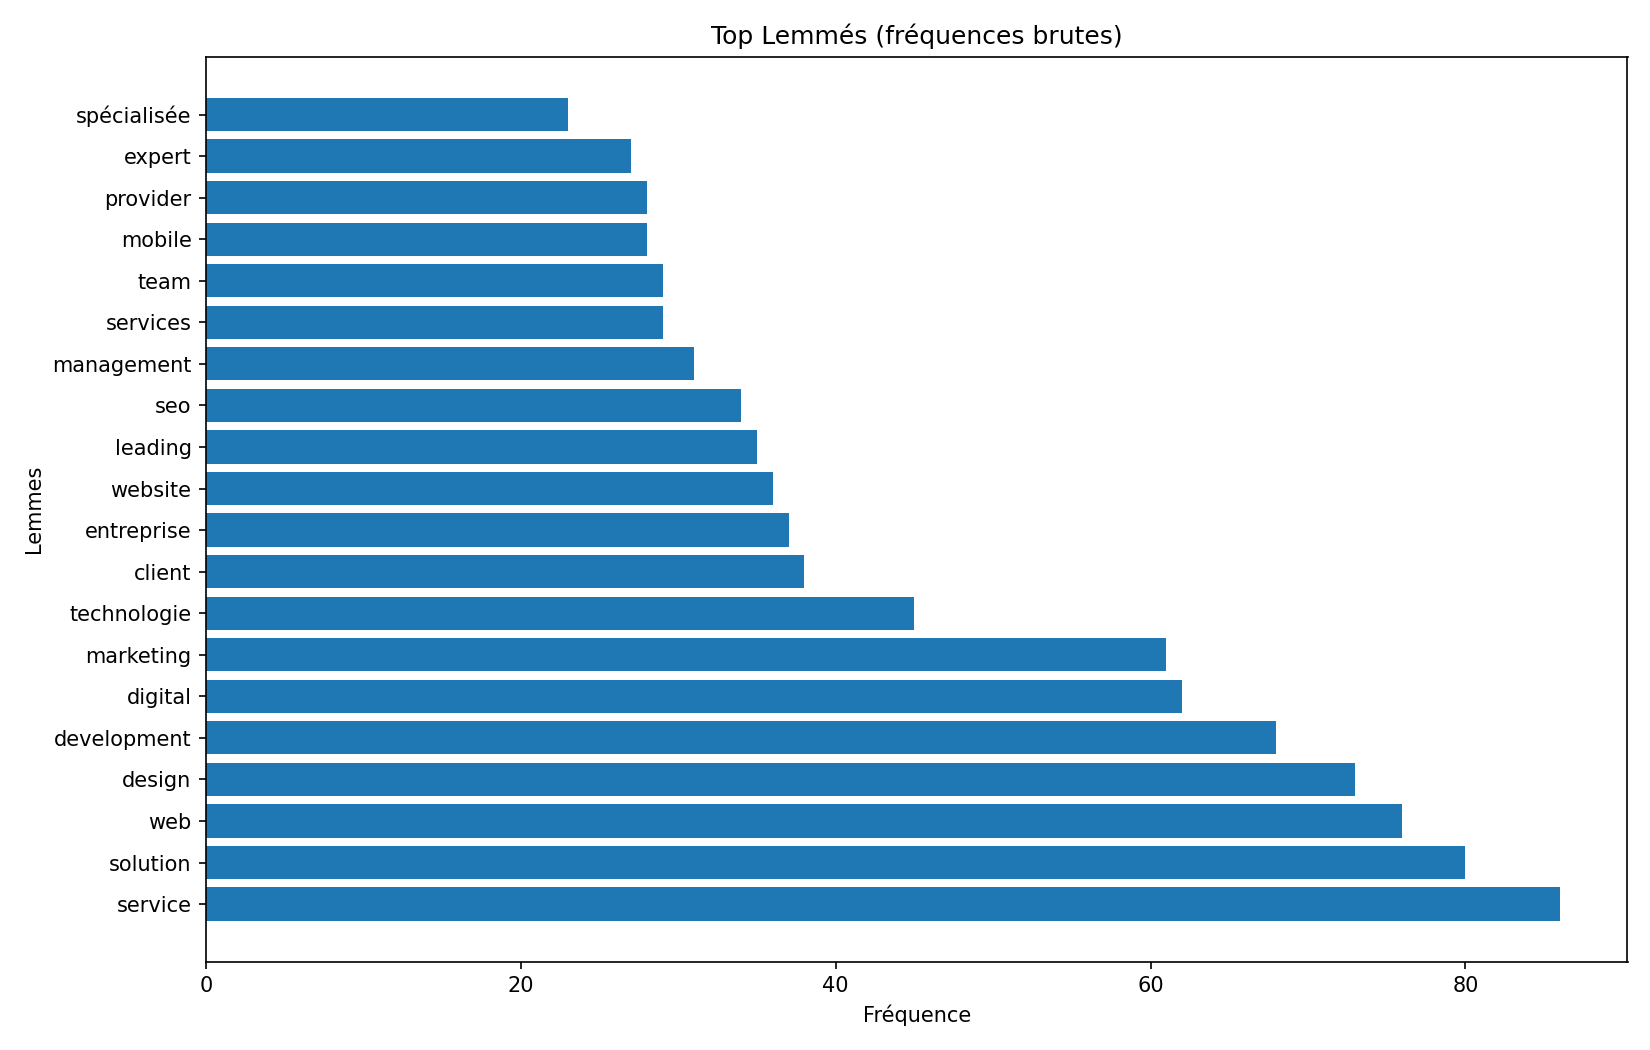 Top Lemmés (fréquences brutes)
spécialisée
expert
provider
mobile
team
services
management
seo
leading
website
entreprise
client
technologie
marketing
digital
development
design
web
solution
service
Lemmes
0 20 40 60 80
Fréquence